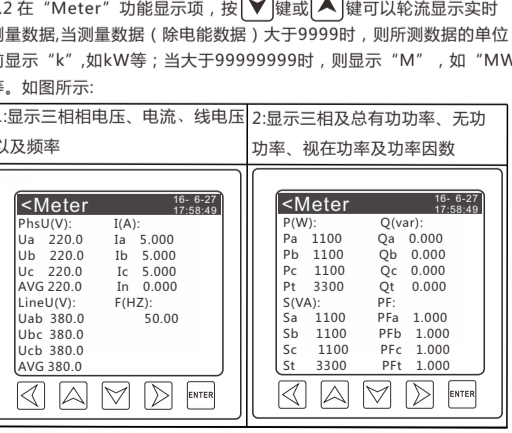 .2 在 “Meter” 功能显示项，按 键或 键可以轮流显示实时
测量数据,当测量数据（除电能数据）大于9999时，则所测数据的单位
前显示 “k” ,如kW等；当大于99999999时，则显示 “M” ，如 “MW
等。如图所示:
1:显示三相相电压、电流、线电压
以及频率
2:显示三相及总有功功率、无功
功率、视在功率及功率因数
<Meter 16- 6-27
17:58:49
PhsU(V): I(A):
Ua 220.0 Ia 5.000
Ub 220.0 Ib 5.000
Uc 220.0 Ic 5.000
AVG 220.0 In 0.000
LineU(V): F(HZ):
Uab 380.0 50.00
Ubc 380.0
Ucb 380.0
AVG 380.0
ENTER
<Meter 16- 6-27
17:58:49
P(W): Q(var):
Pa 1100 Qa 0.000
Pb 1100 Qb 0.000
Pc 1100 Qc 0.000
Pt 3300 Qt 0.000
S(VA): PF:
Sa 1100 PFa 1.000
Sb 1100 PFb 1.000
Sc 1100 PFc 1.000
St 3300 PFt 1.000
ENTER